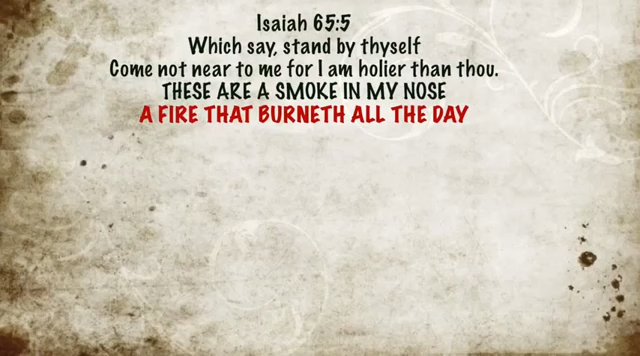 Isaiah 65:5
Which say, stand by thyself
Come not near to me for I am holier than thou.
THESE ARE A SMOKE IN MY NOSE
A FIRE THAT BURNETH ALL THE DAY